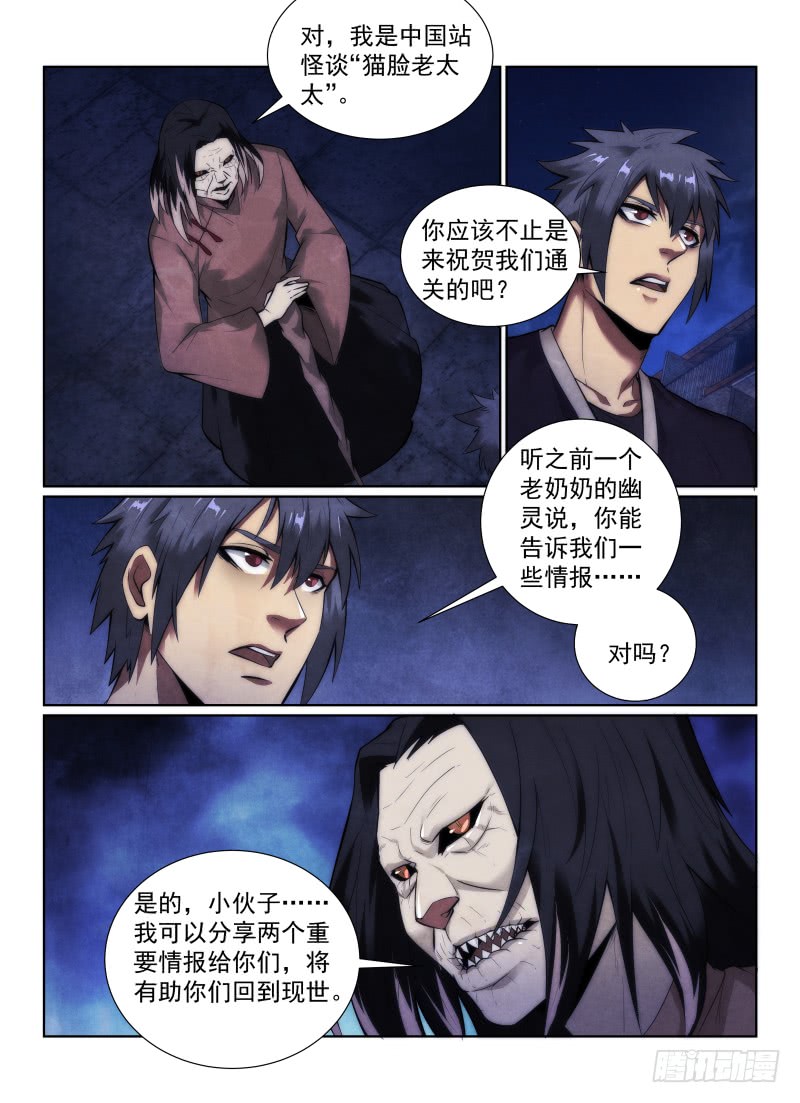 对，我是中国站
怪谈“猫脸老太
太”。
你应该不止是
来祝贺我们通
关的吧？
听之前一个
老奶奶的幽
灵说，你能
告诉我们一
些情报……
对吗？
是的，小伙子……
我可以分享两个重
要情报给你们，将
有助你们回到现世。
腾讯动漫